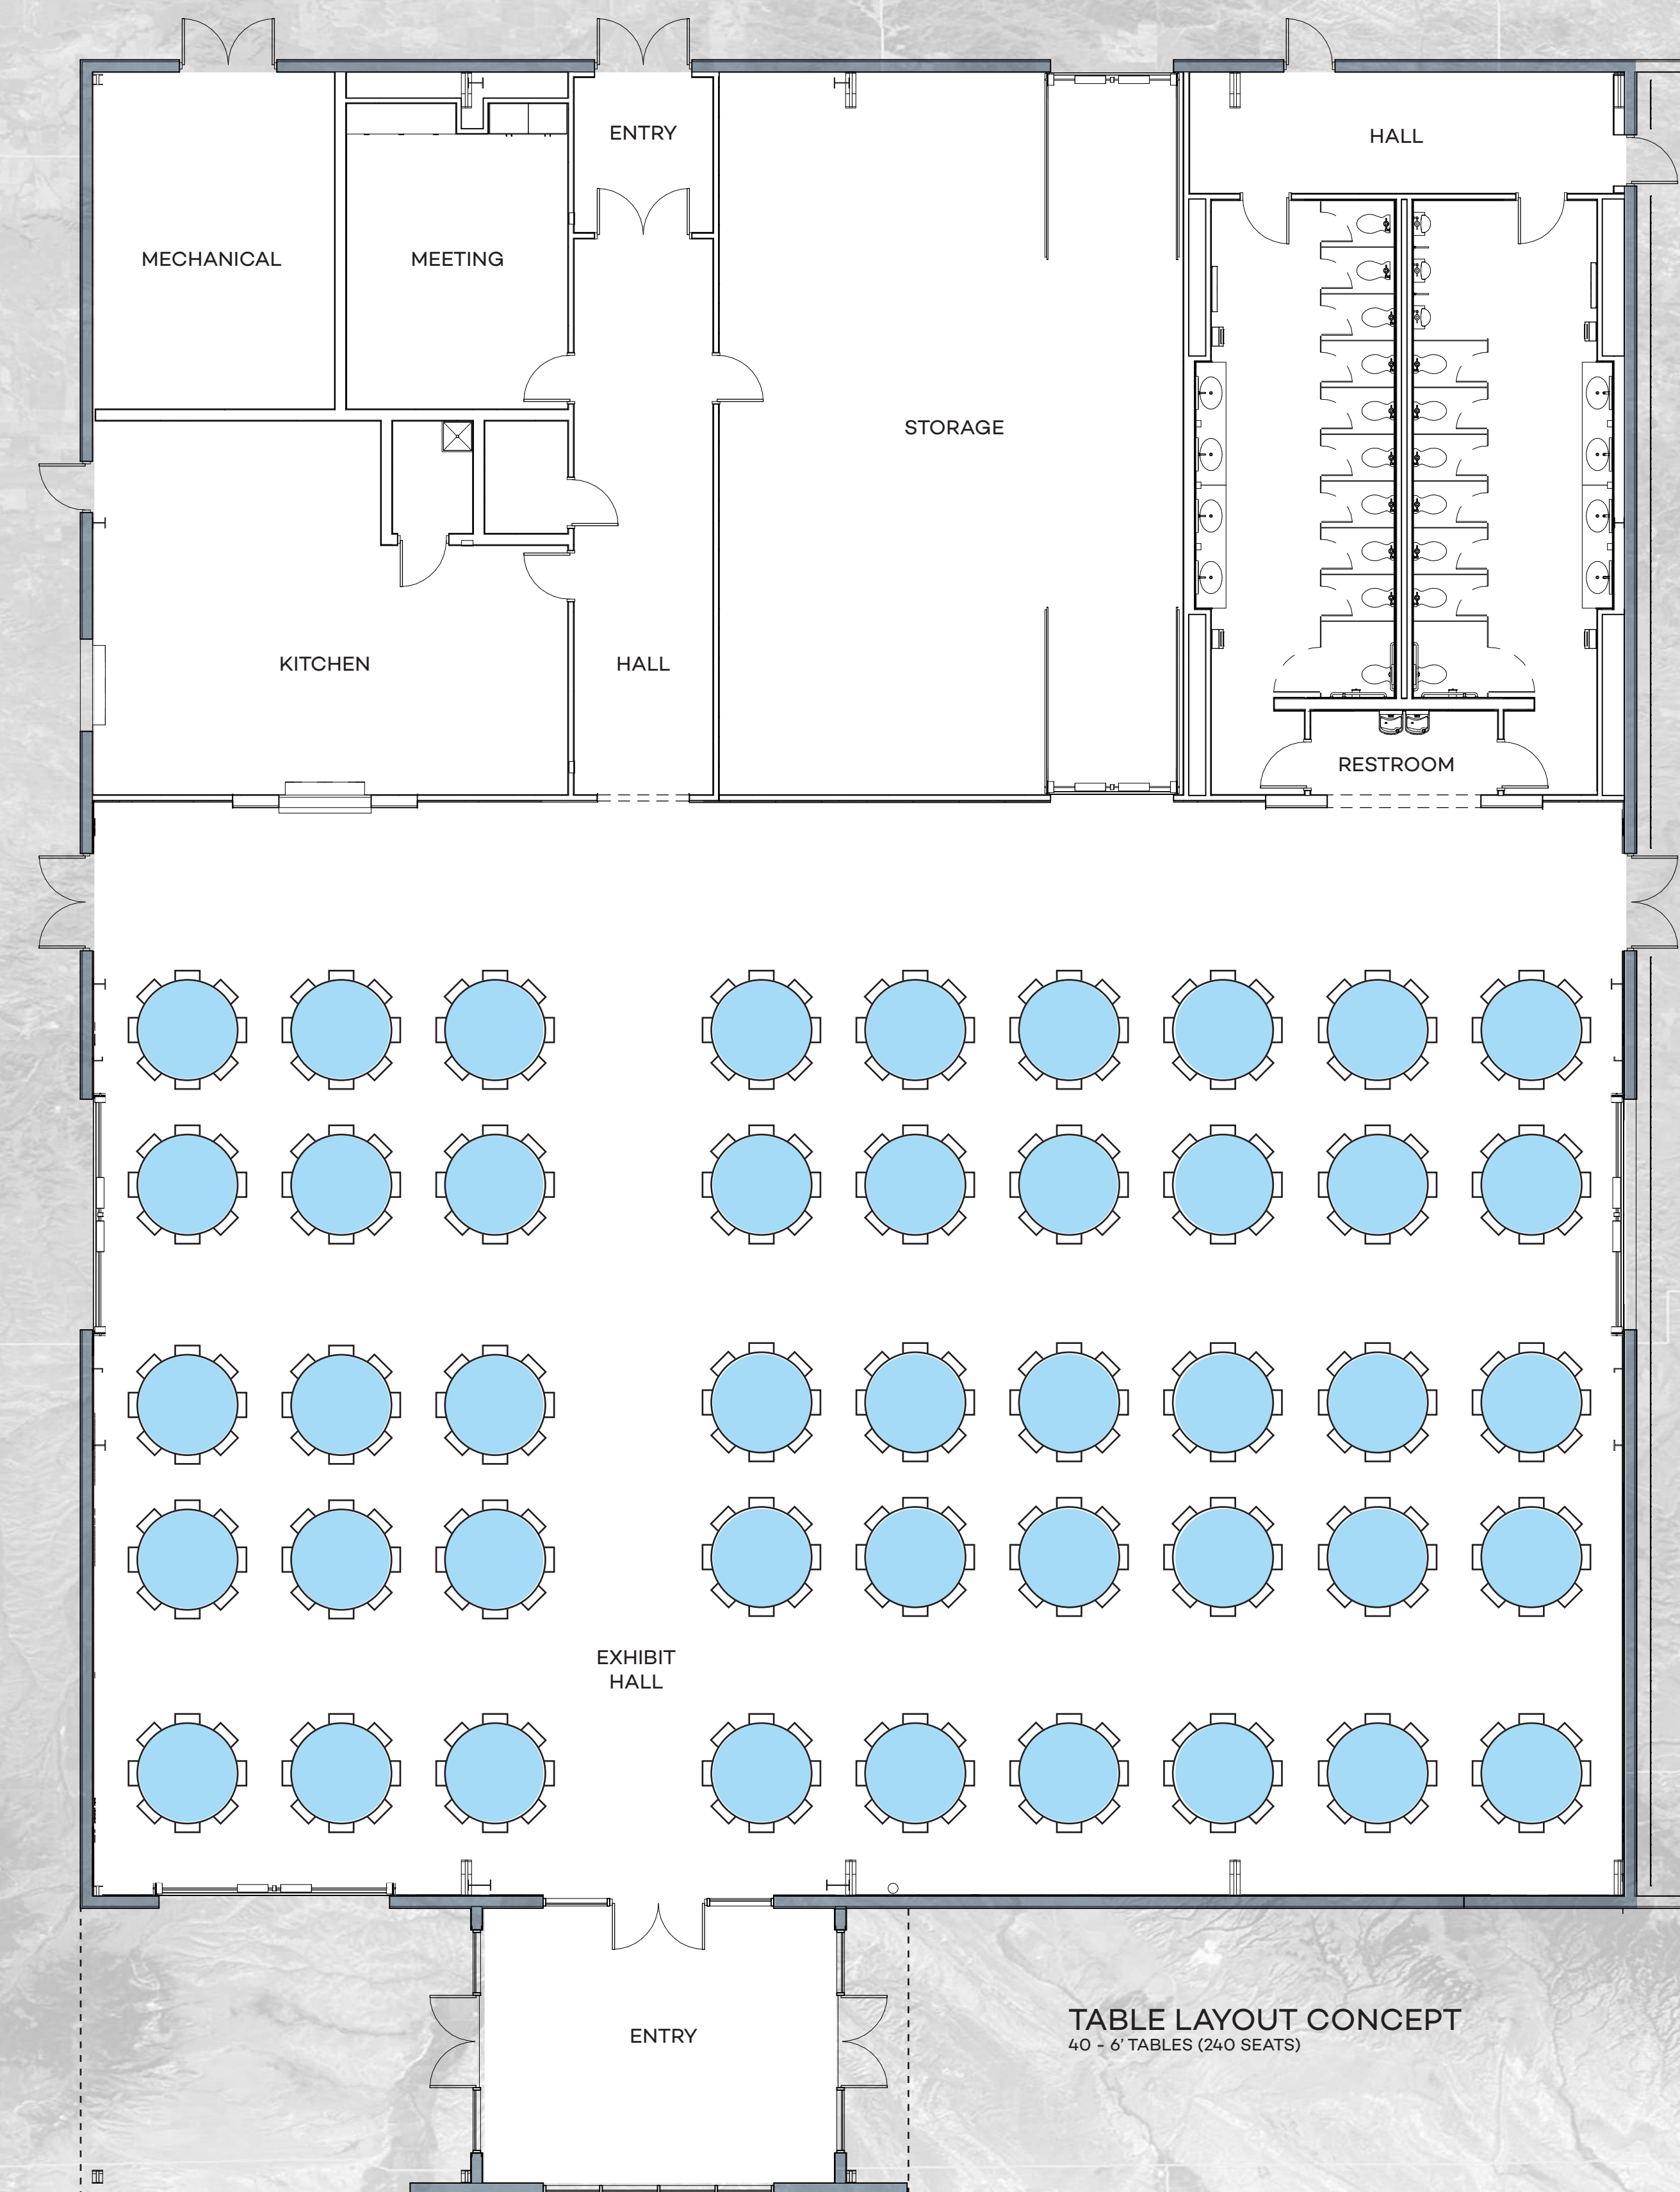 ENTRY
HALL
MECHANICAL
MEETING
STORAGE
KITCHEN
HALL
RESTROOM
EXHIBIT
HALL
ENTRY
TABLE LAYOUT CONCEPT
40 - 6' TABLES (240 SEATS)